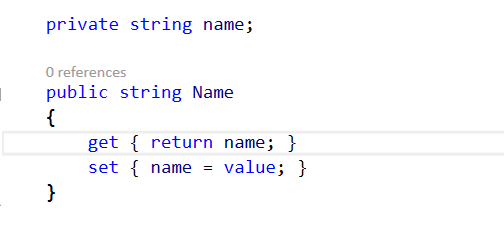 private string name;
0 references
public string Name
{
get { return name; }
set { name = value; }
}